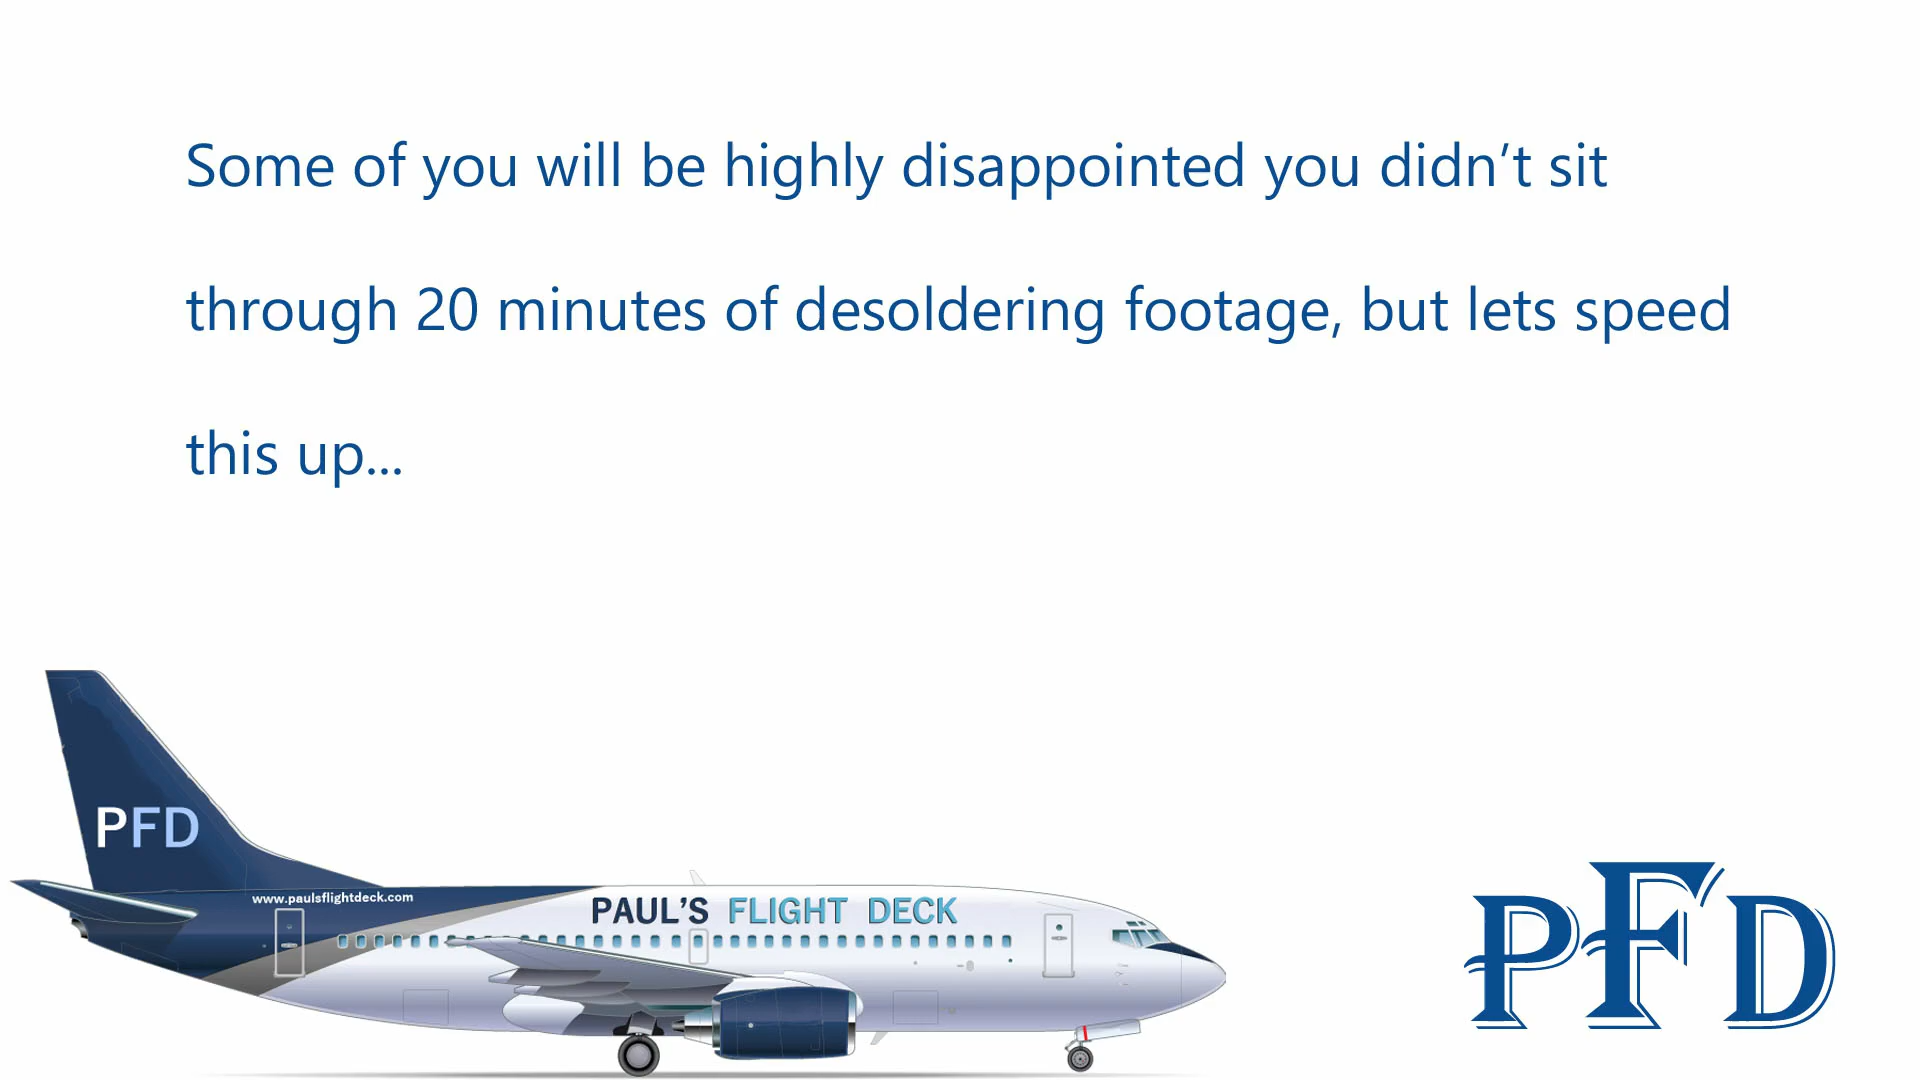 Some of you will be highly disappointed you didn’t sit
through 20 minutes of desoldering footage, but lets speed
this up...
PFD
www.paulsflightdeck.com
PAUL'S FLIGHT DECK
PFD